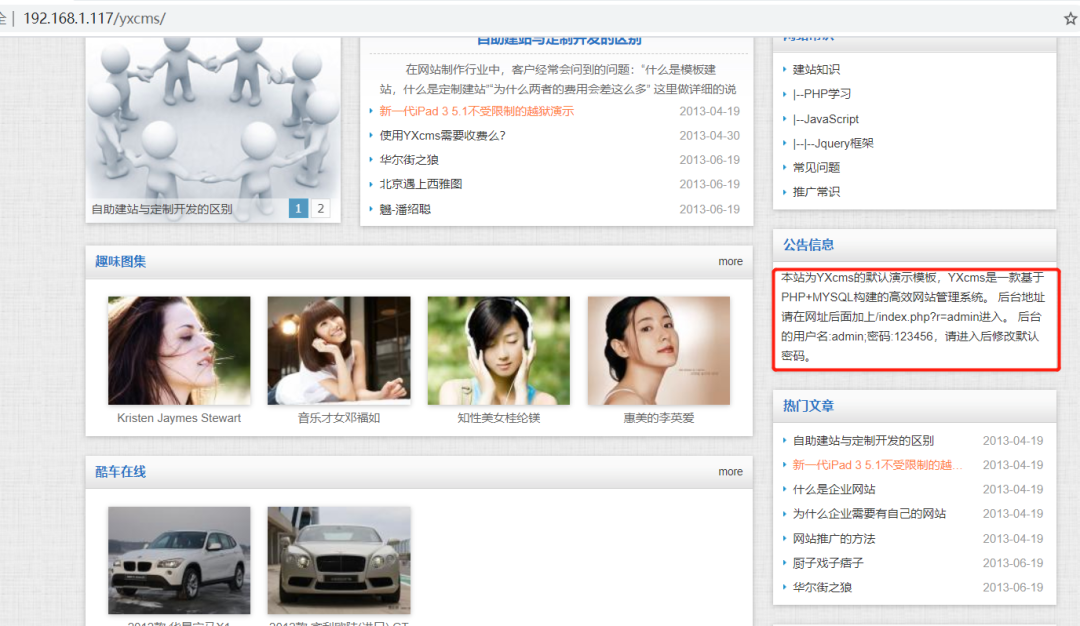 192.168.1.117/yxcms/
自助建站与定制开发的区别
在网站制作行业中，客户经常会问到的问题：“什么是模板建
站，什么是定制建站”“为什么两者的费用会差这么多” 这里做详细的说
新一代iPad 3 5.1不受限制的越狱演示 2013-04-19
使用YXcms需要收费么？ 2013-04-30
华尔街之狼 2013-06-19
北京遇上西雅图 2013-06-19
魑-潘绍聪 2013-06-19
自助建站与定制开发的区别 1 2
建站知识
|--PHP学习
|--JavaScript
|--|--Jquery框架
常见问题
推广常识
公告信息
本站为YXcms的默认演示模板，YXcms是一款基于
PHP+MYSQL构建的高效网站管理系统。 后台地址
请在网址后面加上/index.php?r=admin进入。 后台
的用户名:admin;密码:123456，请进入后修改默认
密码。
趣味图集 more
Kristen Jaymes Stewart
音乐才女邓福如
知性美女桂纶镁
惠美的李英爱
热门文章
自助建站与定制开发的区别 2013-04-19
新一代iPad 3 5.1不受限制的越... 2013-04-19
什么是企业网站 2013-04-19
为什么企业需要有自己的网站 2013-04-19
网站推广的方法 2013-04-19
厨子戏子痞子 2013-06-19
华尔街之狼 2013-06-19
酷车在线 more